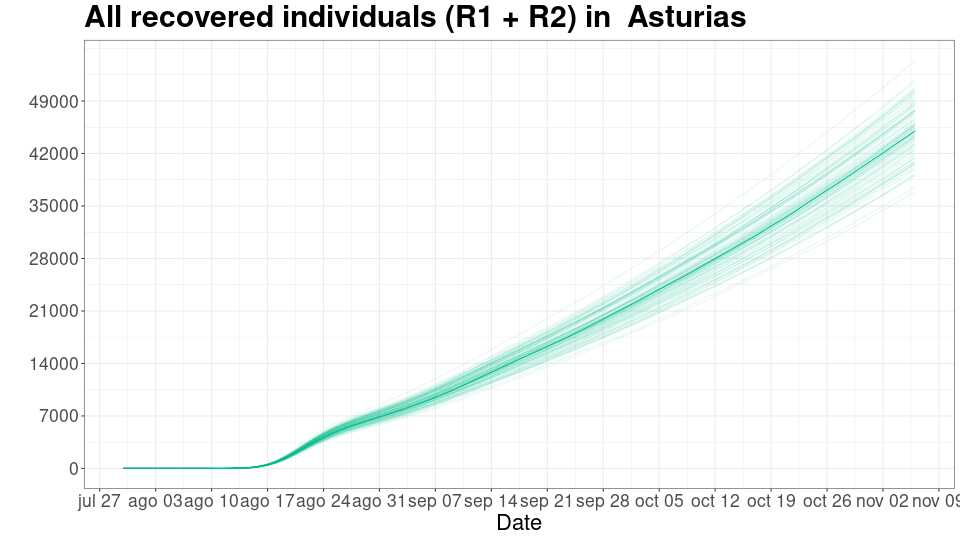 All recovered individuals (R1 + R2) in  Asturias
49000
42000
35000
28000
21000
14000
7000
0
jul 27 ago 03 ago 10 ago 17 ago 24 ago 31 sep 07 sep 14 sep 21 sep 28 oct 05 oct 12 oct 19 oct 26 nov 02 nov 09
Date